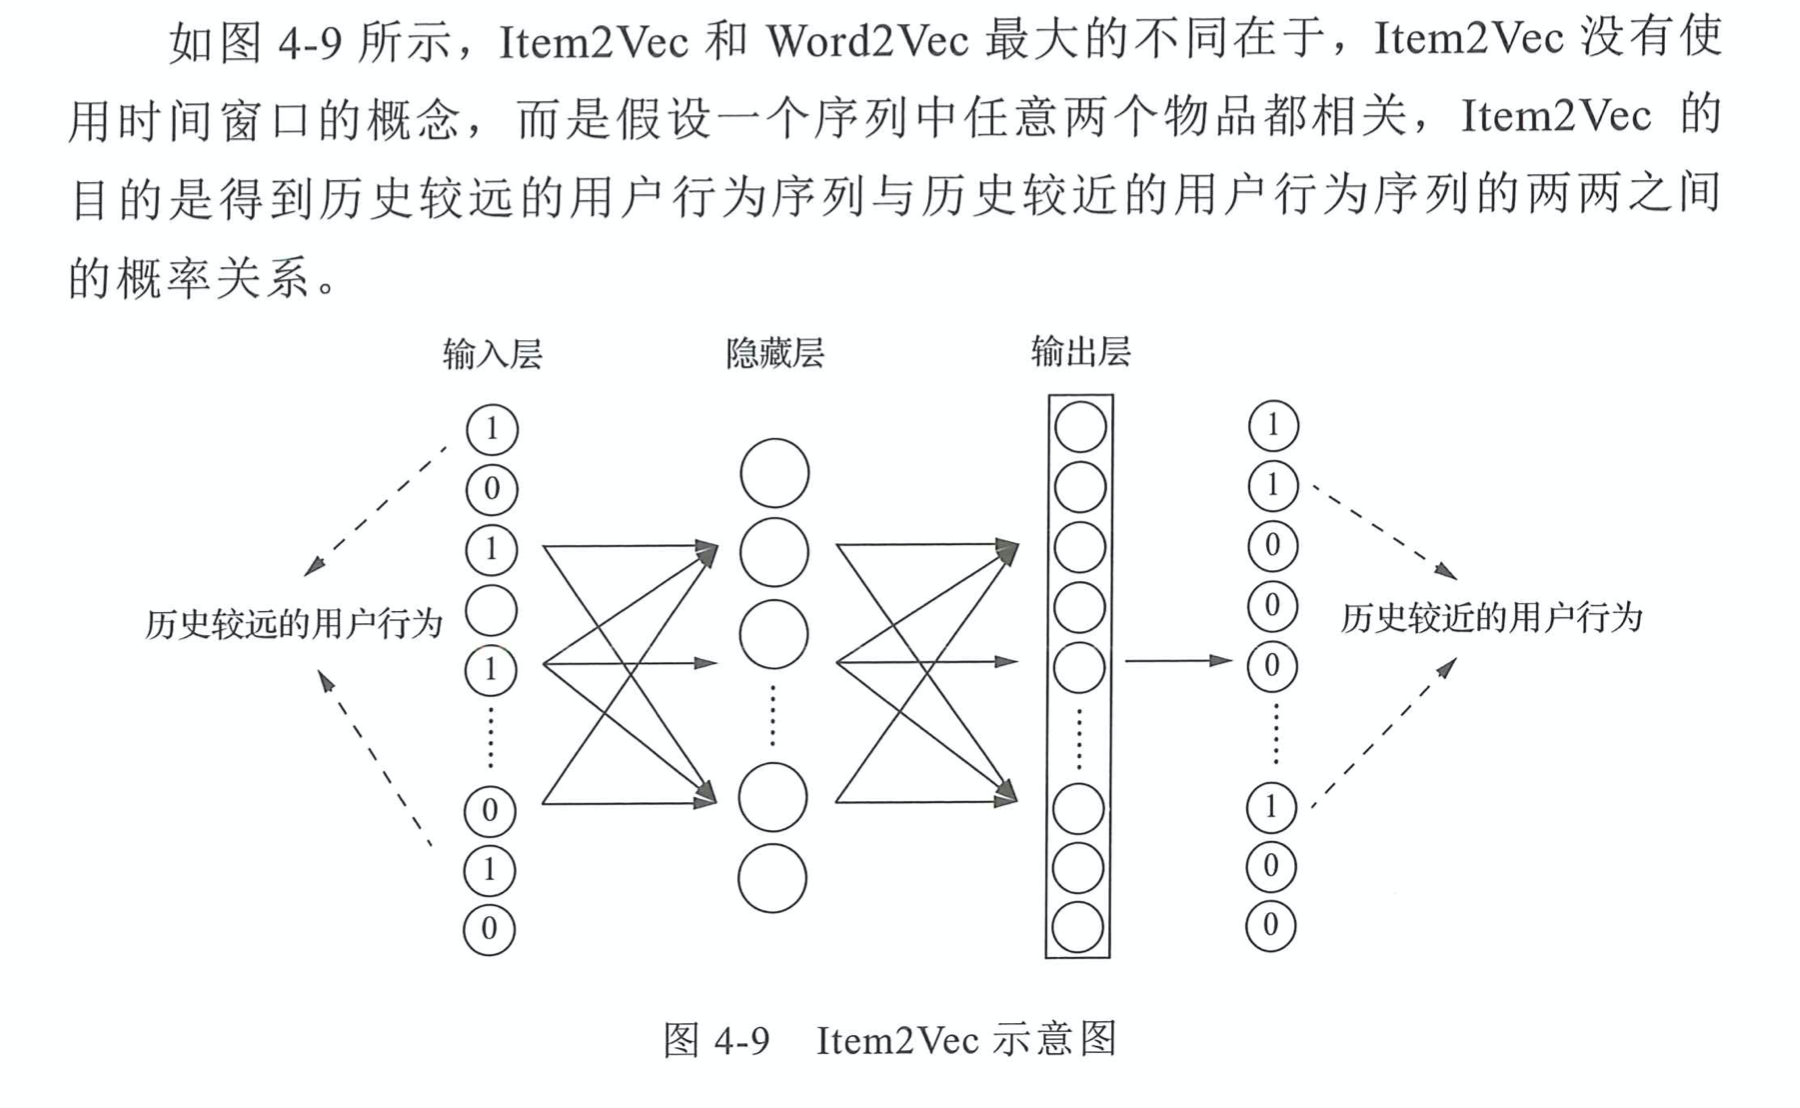 如图 4-9 所示，Item2Vec 和 Word2Vec 最大的不同在于，Item2Vec 没有使
用时间窗口的概念，而是假设一个序列中任意两个物品都相关，Item2Vec 的
目的是得到历史较远的用户行为序列与历史较近的用户行为序列的两两之间
的概率关系。
输入层 隐藏层 输出层
1
0
1
1
0
1
0
历史较远的用户行为
1
1
0
0
0
1
0
0
历史较近的用户行为
图 4-9 Item2Vec 示意图